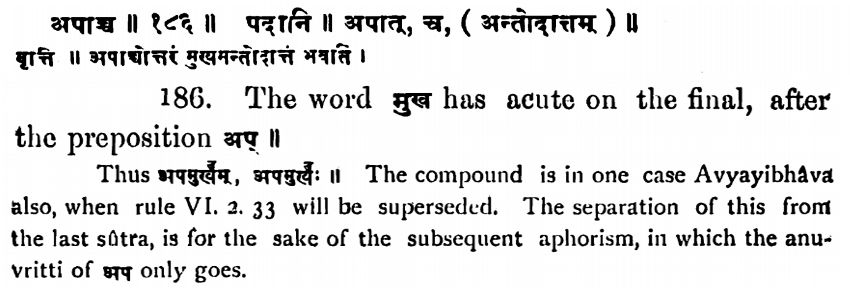 अपाच्च ॥ १८६ ॥ पदानि ॥ अपात्, च, ( अन्तोदात्तम् ) ॥
वृत्ति ॥ अपाच्चोत्तरं मुखमन्तोदात्तं भवति ।
186. The word मुख has acute on the final, after
the preposition अप् ॥
Thus अपमुखम्, अपमुखः ॥ The compound is in one case Avyayibhâva
also, when rule VI. 2. 33 will be superseded. The separation of this from
the last sûtra, is for the sake of the subsequent aphorism, in which the anu-
vritti of अप only goes.